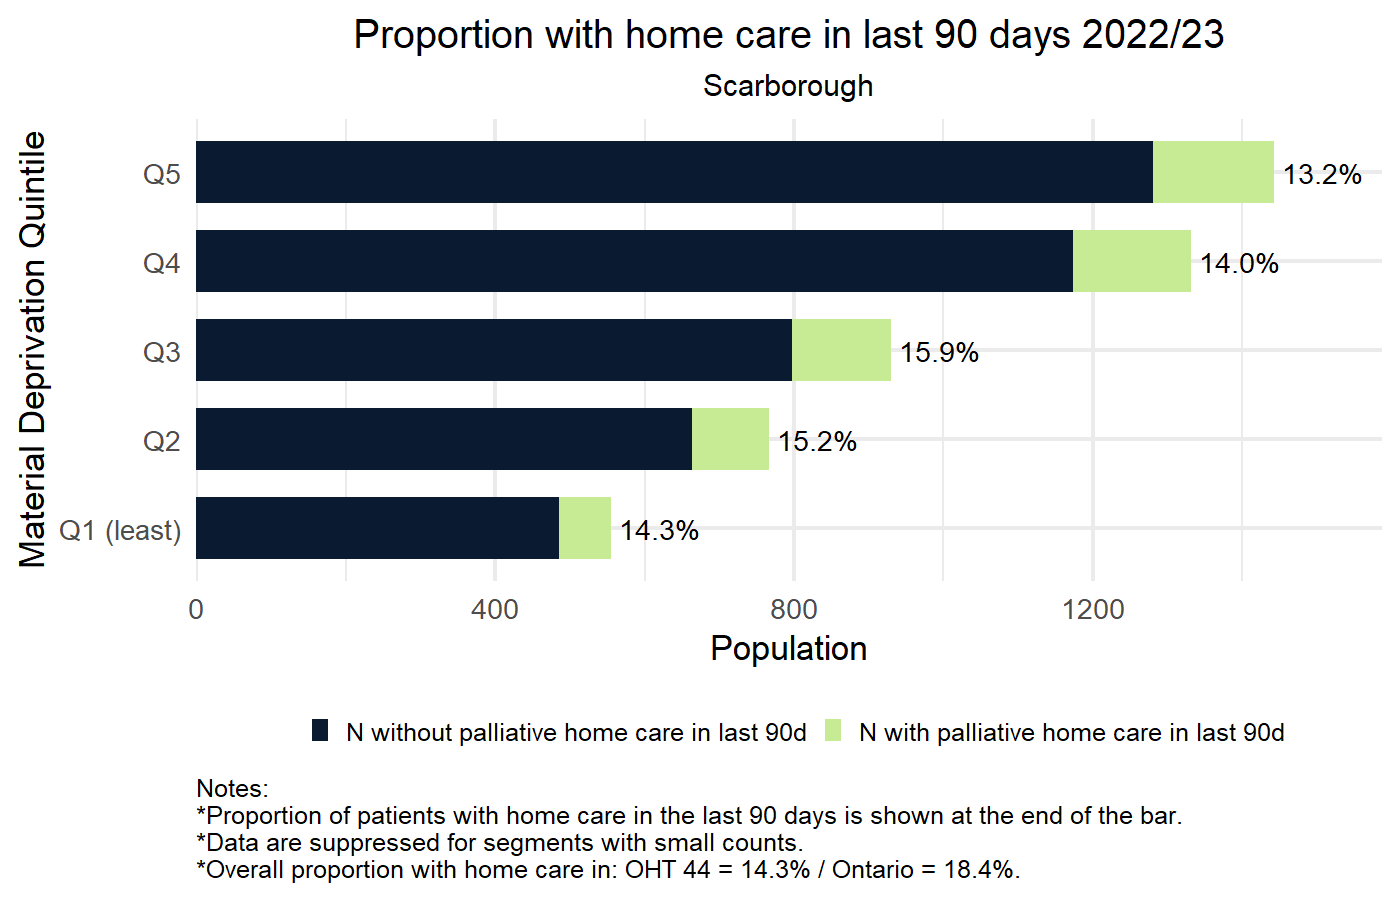 Proportion with home care in last 90 days 2022/23
Scarborough
Material Deprivation Quintile
Q5
13.2%
Q4
14.0%
Q3
15.9%
Q2
15.2%
Q1 (least)
14.3%
0 400 800 1200
Population
N without palliative home care in last 90d N with palliative home care in last 90d
Notes:
*Proportion of patients with home care in the last 90 days is shown at the end of the bar.
*Data are suppressed for segments with small counts.
*Overall proportion with home care in: OHT 44 = 14.3% / Ontario = 18.4%.